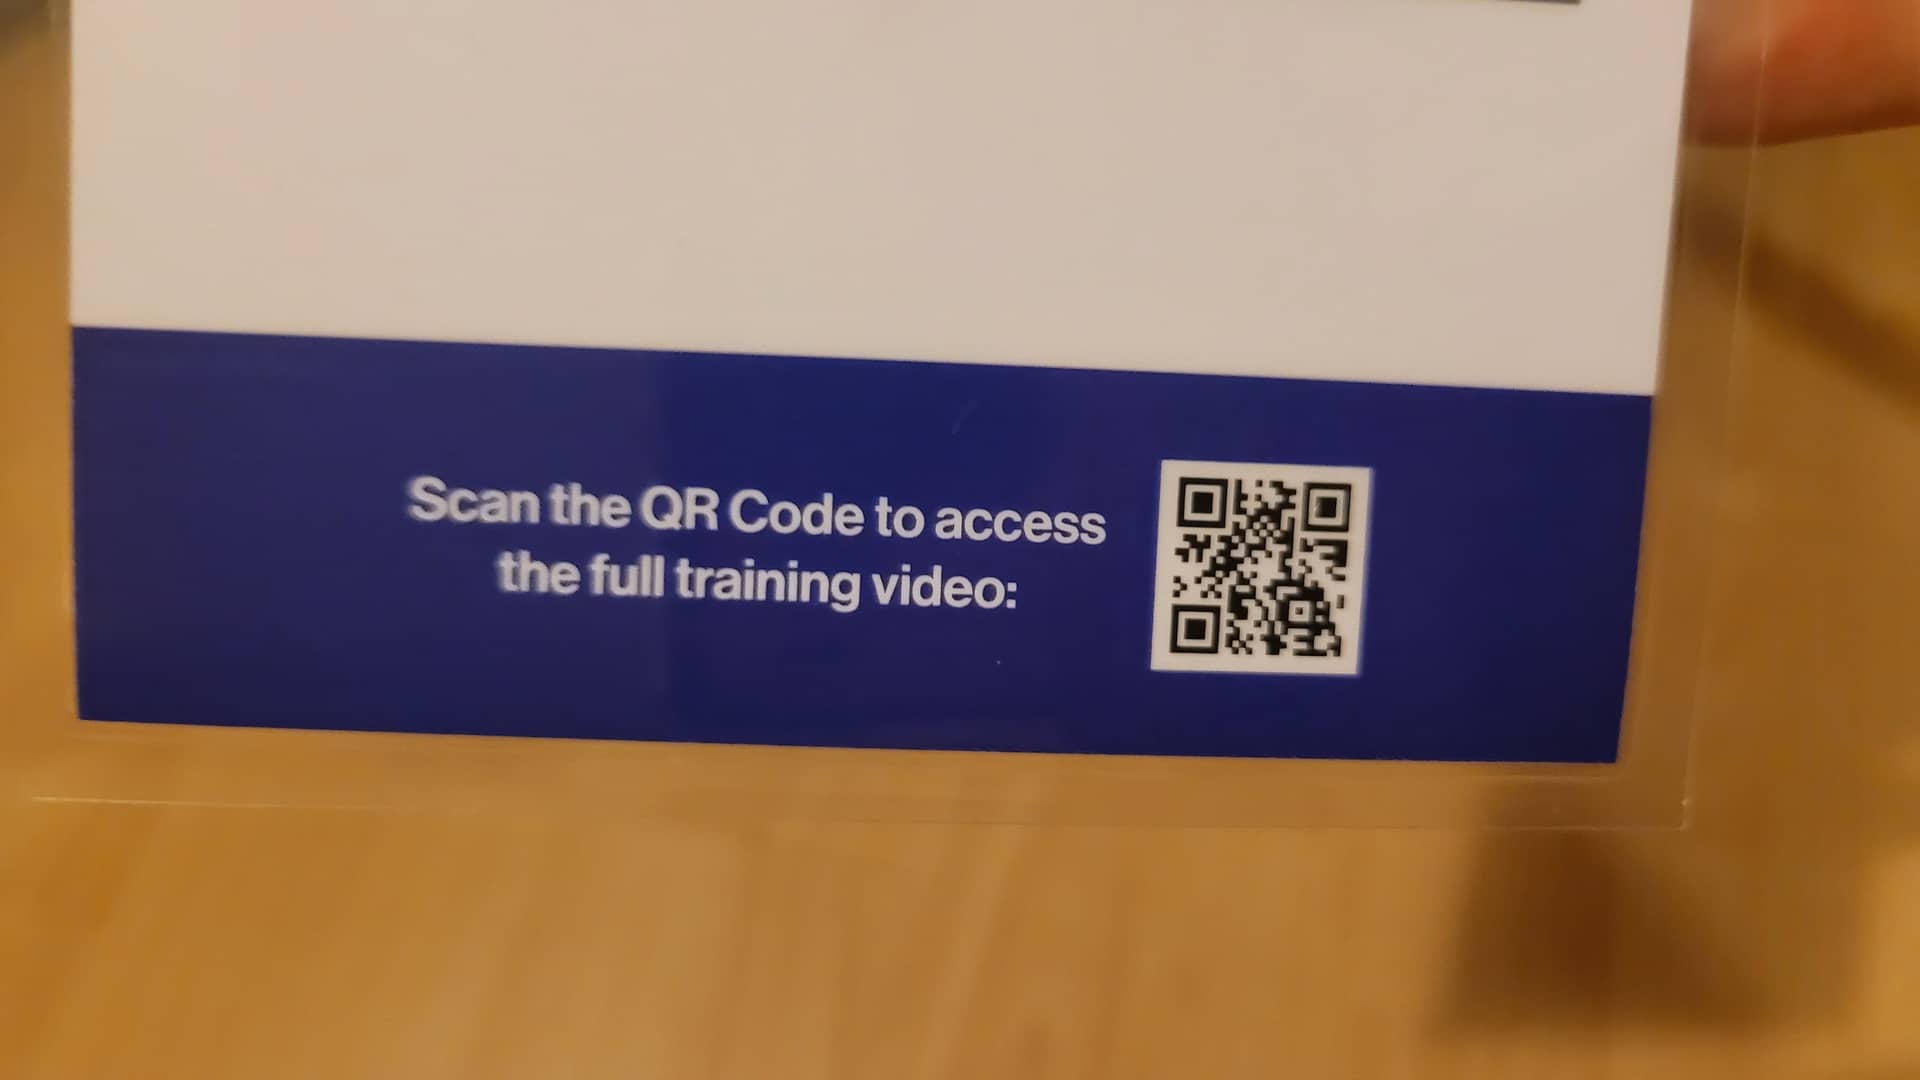 Scan the QR Code to access
the full training video: